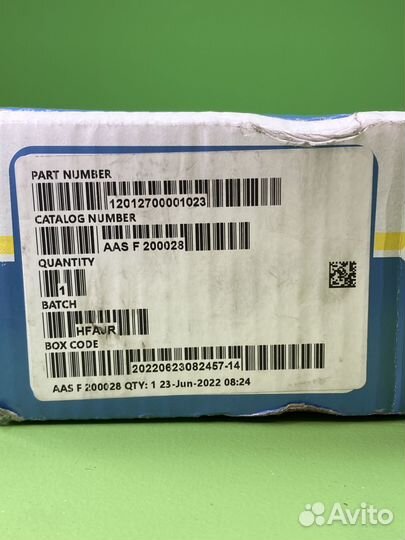 PART NUMBER
12012700001023
CATALOG NUMBER
AAS F 200028
QUANTITY
1
BATCH
HFAJR
BOX CODE
20220623082457-14
AAS F 200028 QTY: 1 23-Jun-2022 08:24
Avito